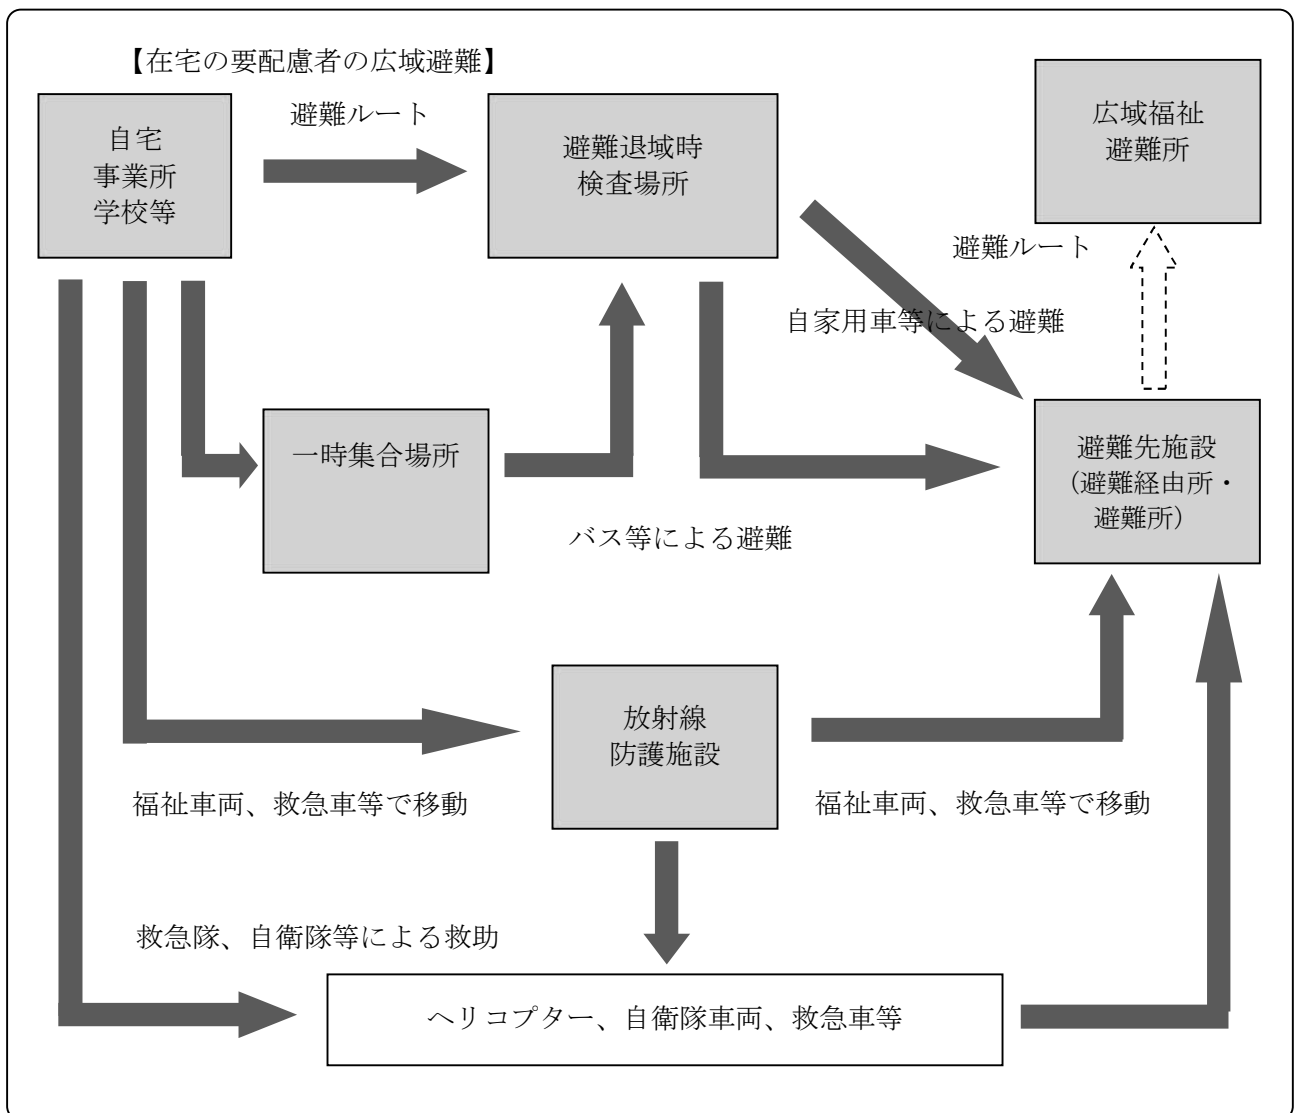 【在宅の要配慮者の広域避難】
自宅
事業所
学校等
避難ルート
避難退域時
検査場所
広域福祉
避難所
避難ルート
自家用車等による避難
一時集合場所
避難先施設
（避難経由所・
避難所）
バス等による避難
放射線
防護施設
福祉車両、救急車等で移動
福祉車両、救急車等で移動
救急隊、自衛隊等による救助
ヘリコプター、自衛隊車両、救急車等